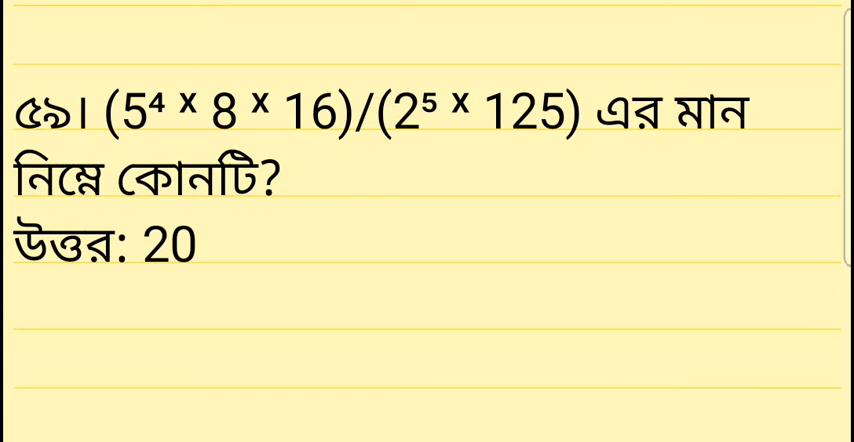 ৫৯। (5⁴ ˣ 8 ˣ 16)/(2⁵ ˣ 125) এর মান
নিম্নে কোনটি?
উত্তর: 20